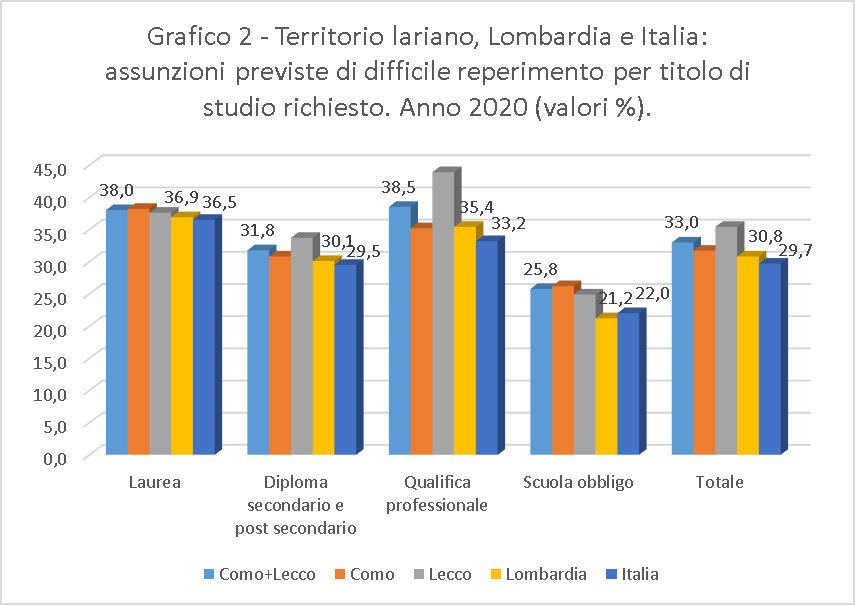 Grafico 2 - Territorio lariano, Lombardia e Italia:
assunzioni previste di difficile reperimento per titolo di
studio richiesto. Anno 2020 (valori %).
45,0
40,0
35,0
30,0
25,0
20,0
15,0
10,0
5,0
0,0
38,0
36,9
36,5
31,8
30,1
29,5
38,5
35,4
33,2
25,8
21,2
22,0
33,0
30,8
29,7
Laurea
Diploma
secondario e
post secondario
Qualifica
professionale
Scuola obbligo
Totale
Como+Lecco
Como
Lecco
Lombardia
Italia